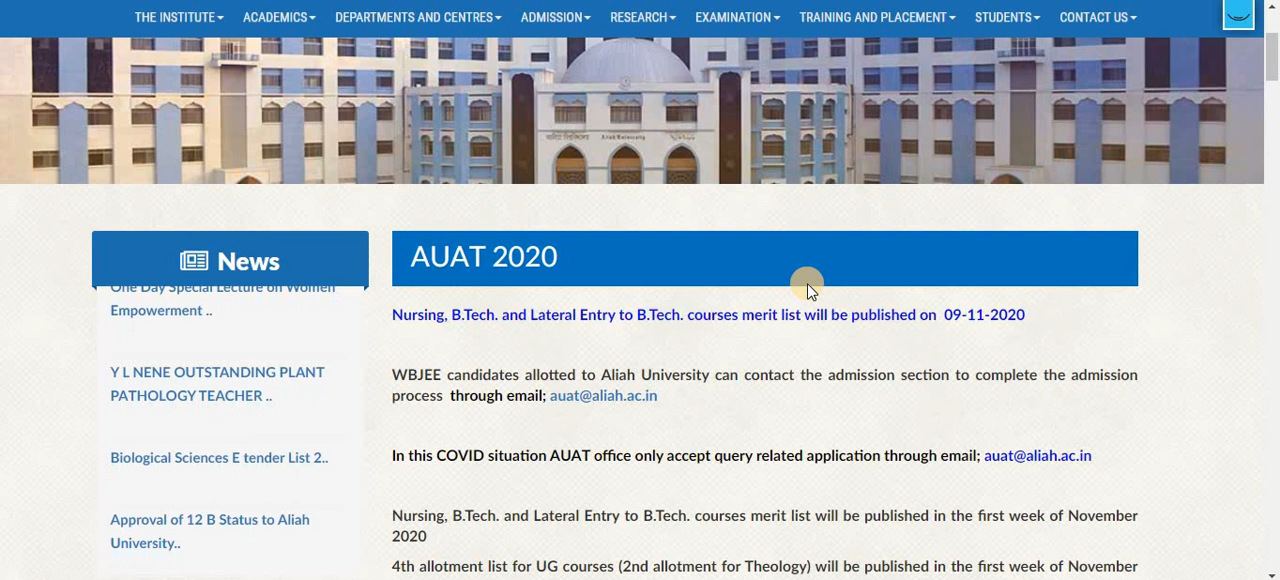 THE INSTITUTE ACADEMICS DEPARTMENTS AND CENTRES ADMISSION RESEARCH EXAMINATION TRAINING AND PLACEMENT STUDENTS CONTACT US
Aliah University
News
One Day Special Lecture on Women
Empowerment ..
Y L NENE OUTSTANDING PLANT
PATHOLOGY TEACHER ..
Biological Sciences E tender List 2..
Approval of 12 B Status to Aliah
University..
AUAT 2020
Nursing, B.Tech. and Lateral Entry to B.Tech. courses merit list will be published on 09-11-2020
WBJEE candidates allotted to Aliah University can contact the admission section to complete the admission
process through email; auat@aliah.ac.in
In this COVID situation AUAT office only accept query related application through email; auat@aliah.ac.in
Nursing, B.Tech. and Lateral Entry to B.Tech. courses merit list will be published in the first week of November
2020
4th allotment list for UG courses (2nd allotment for Theology) will be published in the first week of November